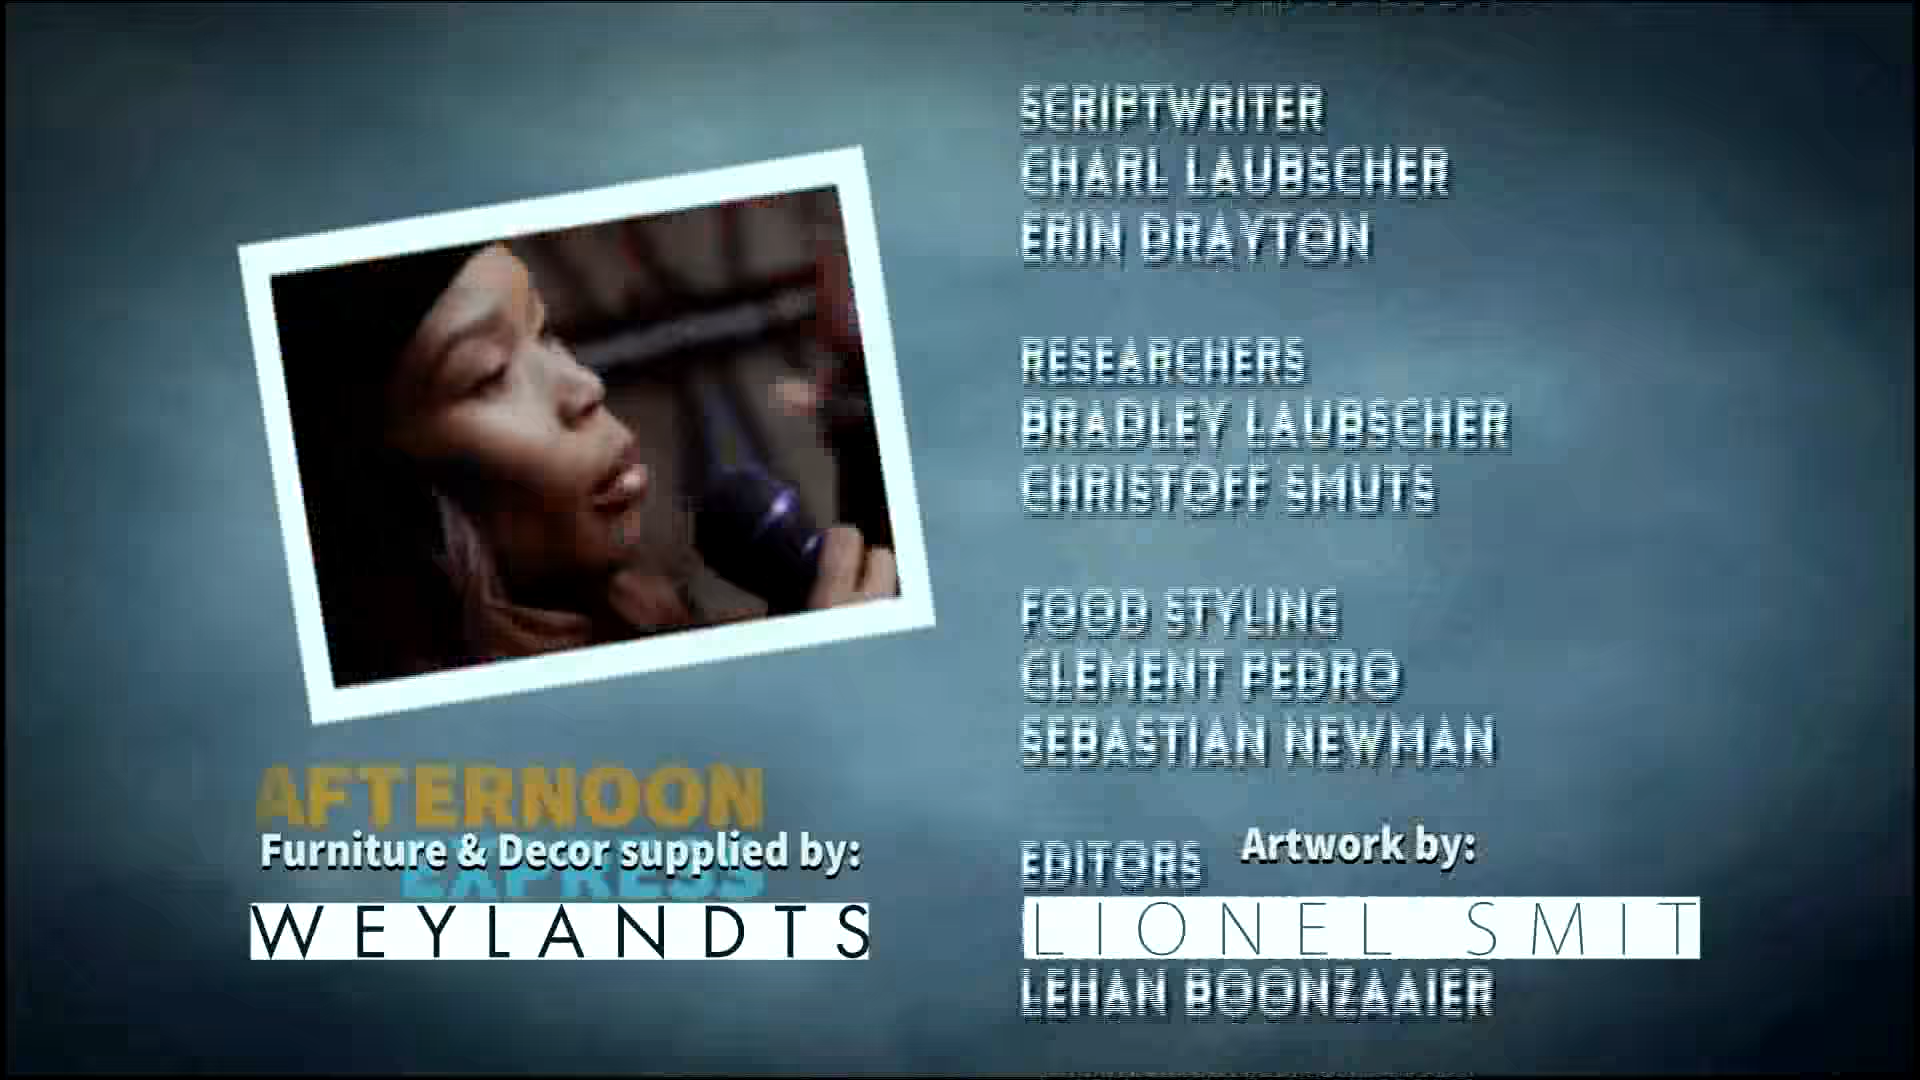 SCRIPTWRITER
CHARL LAUBSCHER
ERIN DRAYTON
RESEARCHERS
BRADLEY LAUBSCHER
CHRISTOFF SMUTS
FOOD STYLING
CLEMENT PEDRO
SEBASTIAN NEWMAN
EDITORS
LEHAN BOONZAAIER
AFTERNOON
EXPRESS
Furniture & Decor supplied by:
WEYLANDTS
Artwork by:
LIONEL SMIT